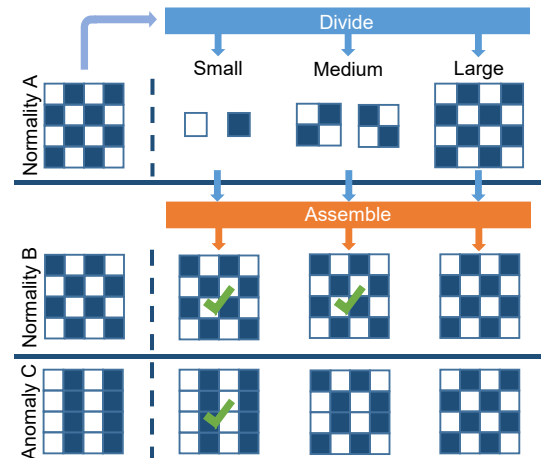 Divide
Small Medium Large
Normality A
Assemble
Normality B
Anomaly C